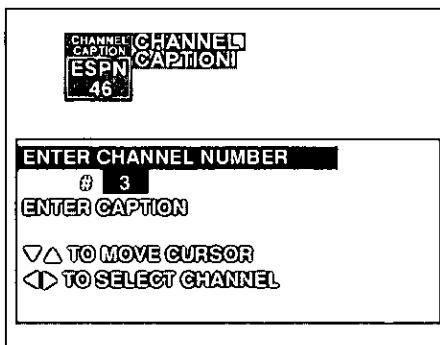 CHANNEL
CAPTION
ESPN
46
CHANNEL
CAPTION
ENTER CHANNEL NUMBER
# 3
ENTER CAPTION
▽△ TO MOVE CURSOR
◁▷ TO SELECT CHANNEL